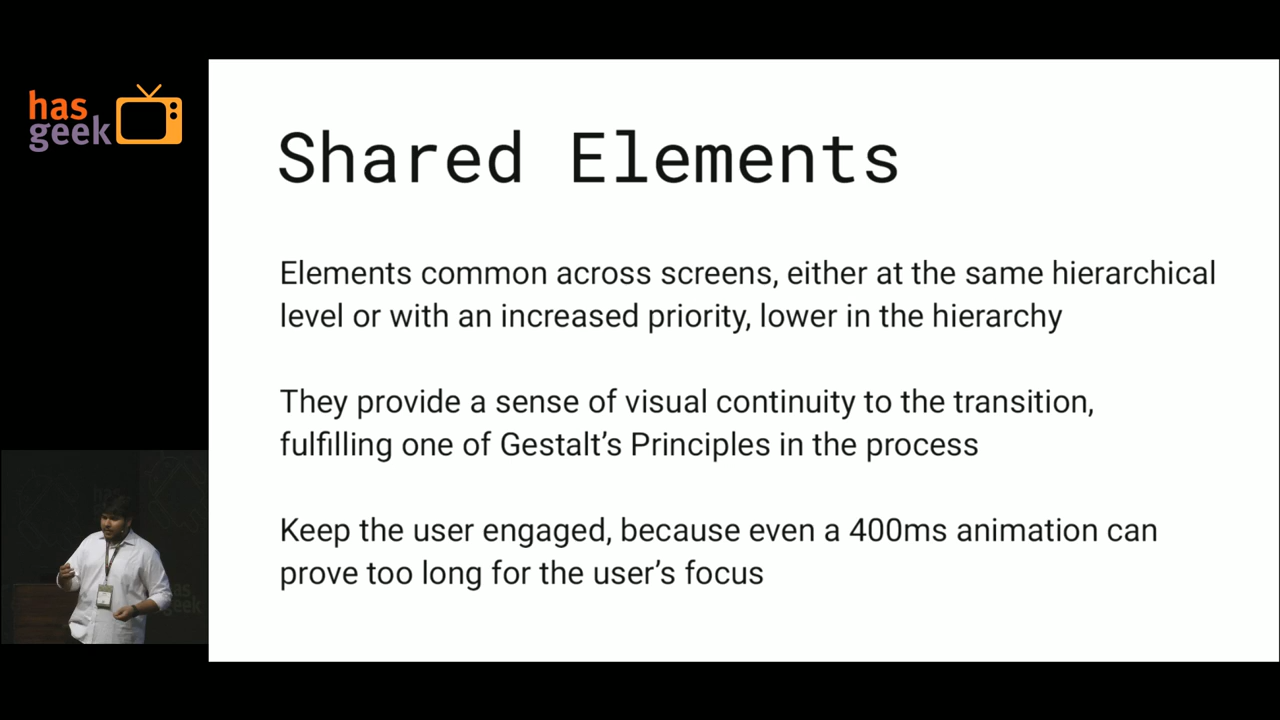 has
geek
Shared Elements
Elements common across screens, either at the same hierarchical
level or with an increased priority, lower in the hierarchy
They provide a sense of visual continuity to the transition,
fulfilling one of Gestalt’s Principles in the process
Keep the user engaged, because even a 400ms animation can
prove too long for the user’s focus
has
geek